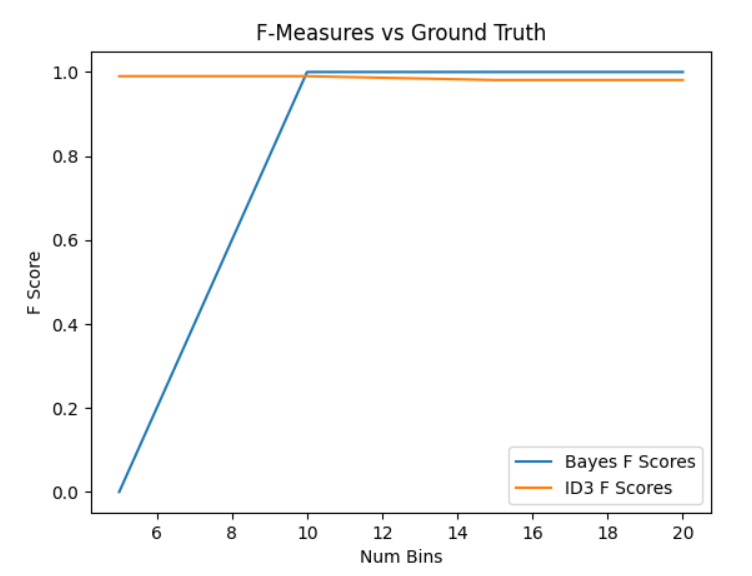 F-Measures vs Ground Truth
F Score
1.0
0.8
0.6
0.4
0.2
0.0
Bayes F Scores
ID3 F Scores
6 8 10 12 14 16 18 20
Num Bins